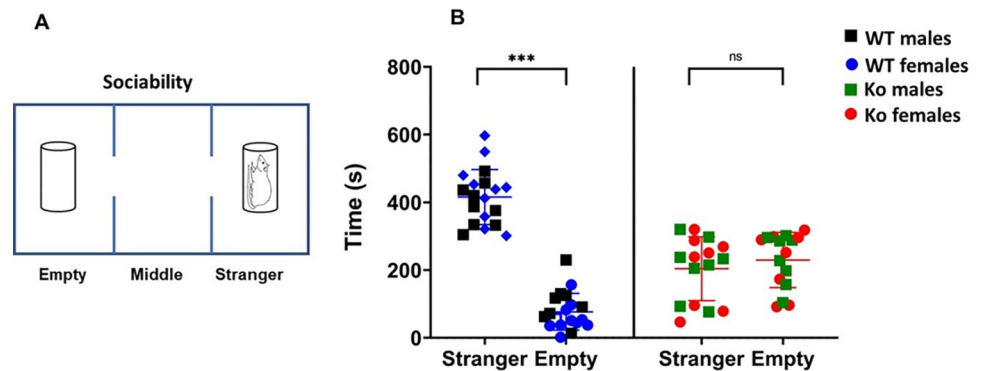 A
Sociability
Empty Middle Stranger
B
WT males
WT females
Ko males
Ko females
Time (s)
800
600
400
200
0
***
ns
Stranger Empty
Stranger Empty